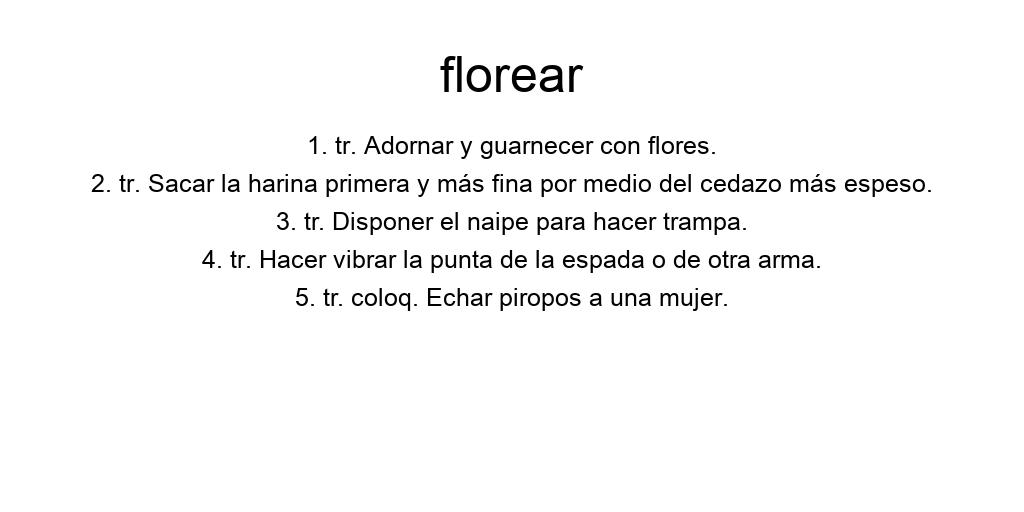 florear
1. tr. Adornar y guarnecer con flores.
2. tr. Sacar la harina primera y más fina por medio del cedazo más espeso.
3. tr. Disponer el naipe para hacer trampa.
4. tr. Hacer vibrar la punta de la espada o de otra arma.
5. tr. coloq. Echar piropos a una mujer.